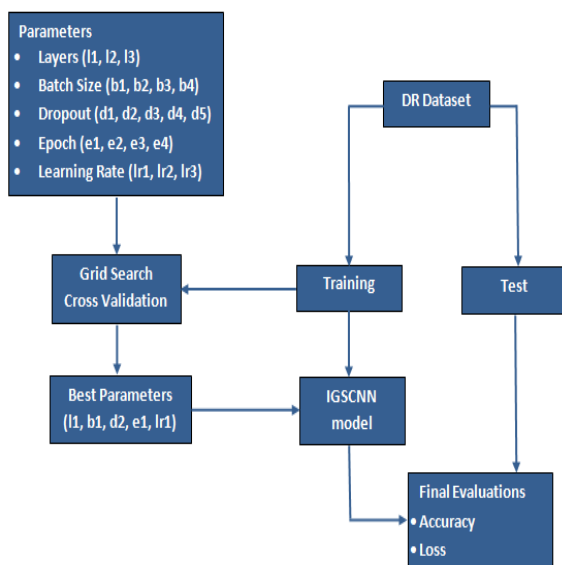 Parameters
• Layers (l1, l2, l3)
• Batch Size (b1, b2, b3, b4)
• Dropout (d1, d2, d3, d4, d5)
• Epoch (e1, e2, e3, e4)
• Learning Rate (lr1, lr2, lr3)
DR Dataset
Grid Search
Cross Validation
Training
Test
Best Parameters
(l1, b1, d2, e1, lr1)
IGSCNN
model
Final Evaluations
• Accuracy
• Loss